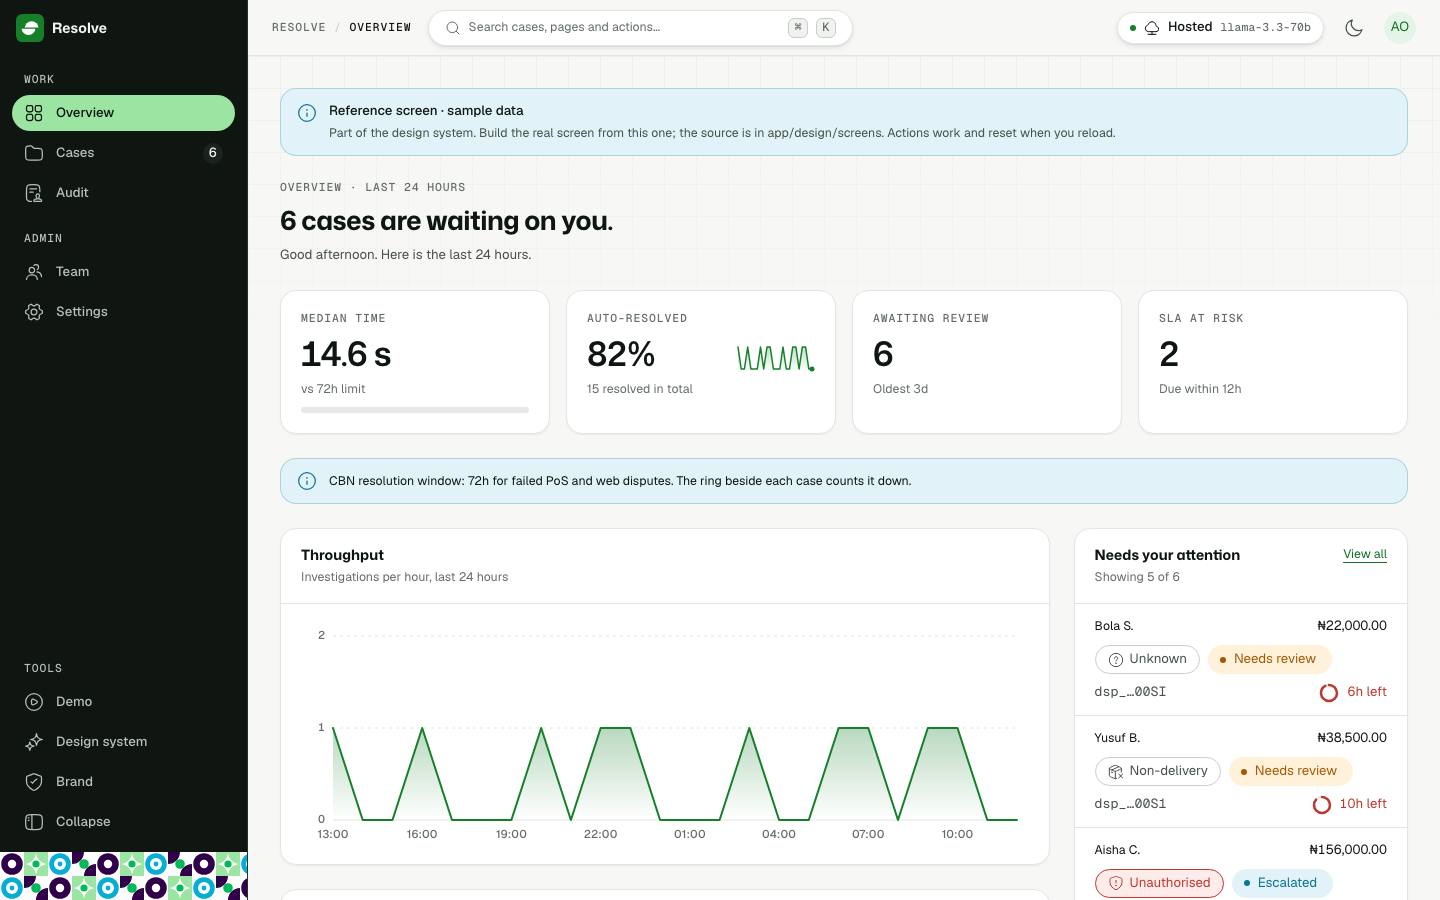 Resolve
WORK
Overview
Cases 6
Audit
ADMIN
Team
Settings
TOOLS
Demo
Design system
Brand
Collapse
RESOLVE / OVERVIEW
Search cases, pages and actions… ⌘ K
Hosted llama-3.3-70b
AO
Reference screen · sample data
Part of the design system. Build the real screen from this one; the source is in app/design/screens. Actions work and reset when you reload.
OVERVIEW · LAST 24 HOURS
6 cases are waiting on you.
Good afternoon. Here is the last 24 hours.
MEDIAN TIME
14.6 s
vs 72h limit
AUTO-RESOLVED
82%
15 resolved in total
AWAITING REVIEW
6
Oldest 3d
SLA AT RISK
2
Due within 12h
CBN resolution window: 72h for failed PoS and web disputes. The ring beside each case counts it down.
Throughput
Investigations per hour, last 24 hours
2
1
0
13:00 16:00 19:00 22:00 01:00 04:00 07:00 10:00
Needs your attention View all
Showing 5 of 6
Bola S. ₦22,000.00
Unknown Needs review
dsp_…00SI 6h left
Yusuf B. ₦38,500.00
Non-delivery Needs review
dsp_…00S1 10h left
Aisha C. ₦156,000.00
Unauthorised Escalated